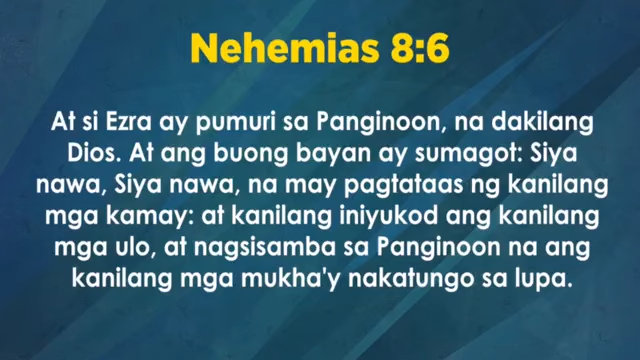 Nehemias 8:6
At si Ezra ay pumuri sa Panginoon, na dakilang
Dios. At ang buong bayan ay sumagot: Siya
nawa, Siya nawa, na may pagtataas ng kanilang
mga kamay: at kanilang iniyukod ang kanilang
mga ulo, at nagsisamba sa Panginoon na ang
kanilang mga mukha'y nakatungo sa lupa.